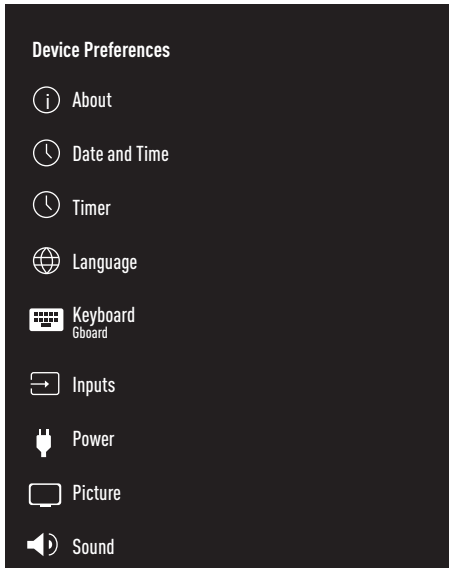 Device Preferences
About
Date and Time
Timer
Language
Keyboard
Gboard
Inputs
Power
Picture
Sound